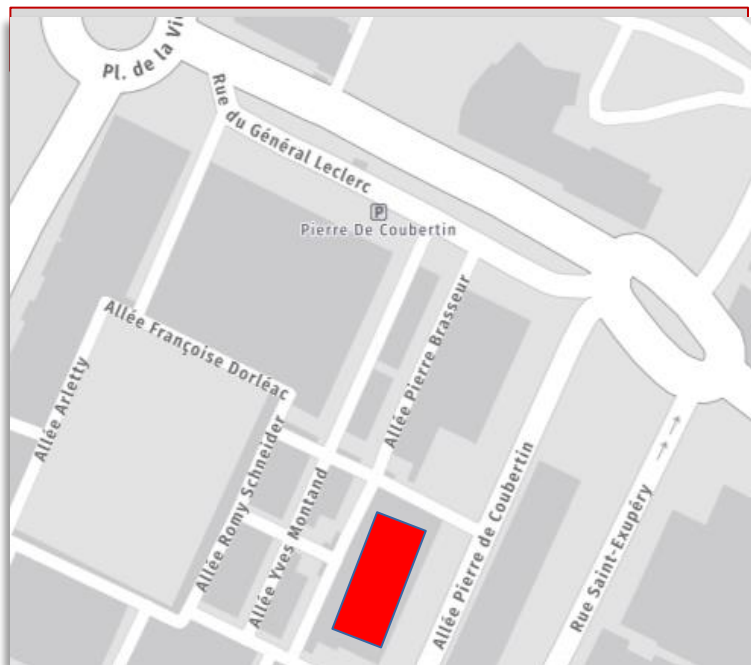 Pl. de la Vi
Rue du Général Leclerc
P
Pierre De Coubertin
Allée Françoise Dorléac
Allée Arletty
Allée Pierre Brasseur
Allée Romy Schneider
Allée Yves Montand
Allée Pierre de Coubertin
Rue Saint-Exupéry